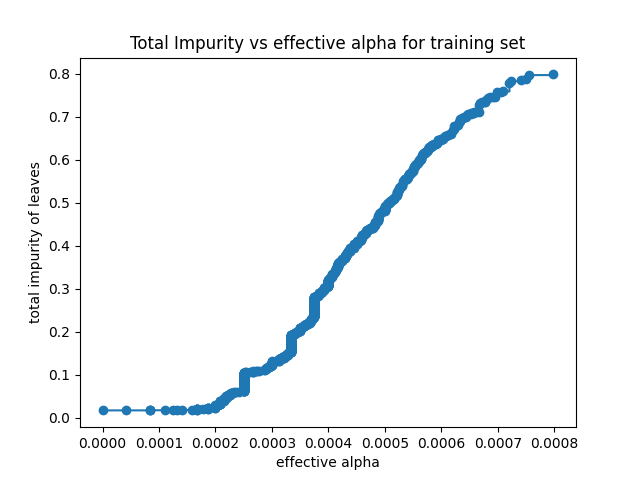 Total Impurity vs effective alpha for training set
total impurity of leaves
0.8
0.7
0.6
0.5
0.4
0.3
0.2
0.1
0.0
0.0000 0.0001 0.0002 0.0003 0.0004 0.0005 0.0006 0.0007 0.0008
effective alpha